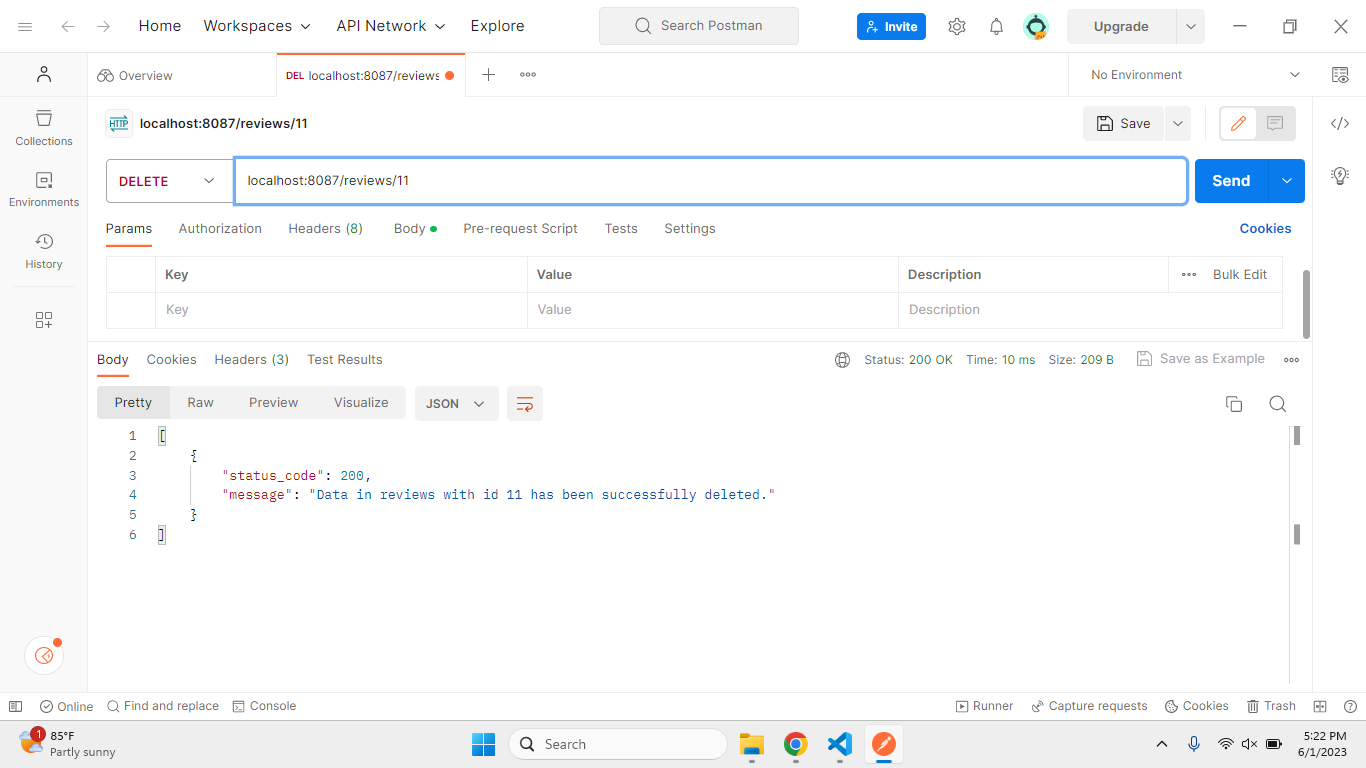 Home Workspaces API Network Explore Search Postman Invite Upgrade
Overview DEL localhost:8087/reviews No Environment
HTTP localhost:8087/reviews/11 Save
Collections
DELETE localhost:8087/reviews/11 Send
Environments
Params Authorization Headers (8) Body Pre-request Script Tests Settings Cookies
History
Key Value Description Bulk Edit
Key Value Description
Body Cookies Headers (3) Test Results Status: 200 OK Time: 10 ms Size: 209 B Save as Example
Pretty Raw Preview Visualize JSON
1 [
2 {
3 "status_code": 200,
4 "message": "Data in reviews with id 11 has been successfully deleted."
5 }
6 ]
Online Find and replace Console Runner Capture requests Cookies Trash
1 85°F
Partly sunny
Search
5:22 PM
6/1/2023